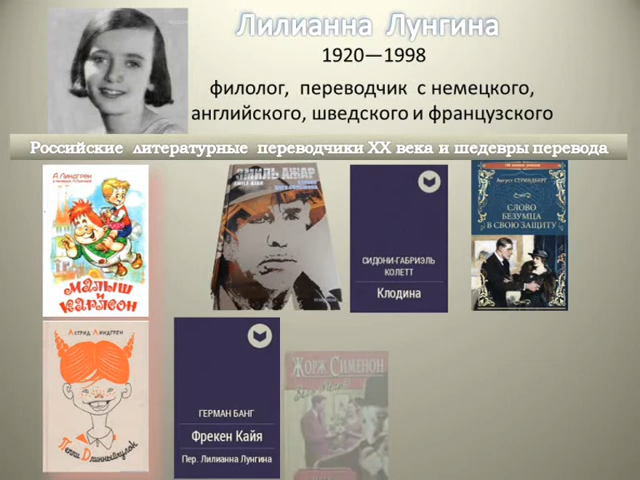 Лилианна Лунгина
1920—1998
филолог, переводчик с немецкого,
английского, шведского и французского
Российские литературные переводчики XX века и шедевры перевода
А. Линдгрен
МАЛЫШ
И
КАРЛСОН
ЭМИЛЬ АЖАР
СИДОНИ-ГАБРИЭЛЬ
КОЛЕТТ
Клодина
Август СТРИНДБЕРГ
СЛОВО
БЕЗУМЦА
В СВОЮ ЗАЩИТУ
Астрид Линдгрен
Пеппи Длинныйчулок
ГЕРМАН БАНГ
Фрекен Кайя
Пер. Лилианна Лунгина
ЖОРЖ СИМЕНОН